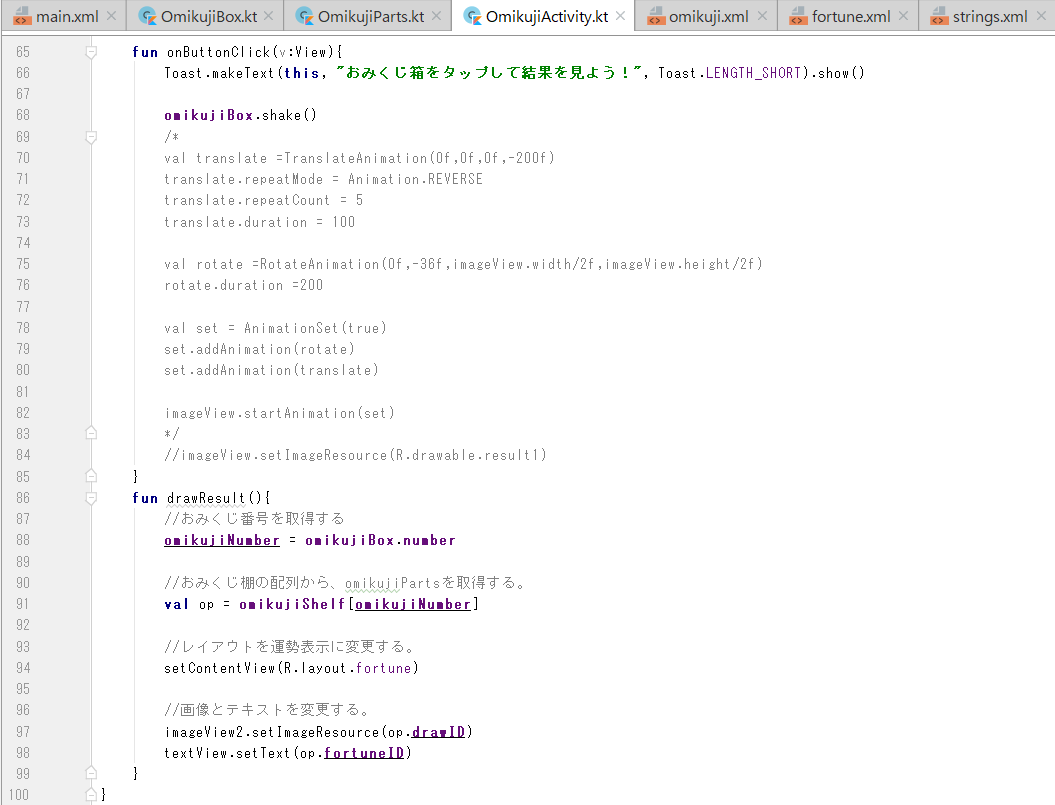 main.xml × OmikujiBox.kt × OmikujiParts.kt × OmikujiActivity.kt × omikuji.xml × fortune.xml × strings.xml ×
65 fun onButtonClick(v:View){
66 Toast.makeText(this, "おみくじ箱をタップして結果を見よう！", Toast.LENGTH_SHORT).show()
67
68 omikujiBox.shake()
69 /*
70 val translate =TranslateAnimation(0f,0f,0f,-200f)
71 translate.repeatMode = Animation.REVERSE
72 translate.repeatCount = 5
73 translate.duration = 100
74
75 val rotate =RotateAnimation(0f,-36f,imageView.width/2f,imageView.height/2f)
76 rotate.duration =200
77
78 val set = AnimationSet(true)
79 set.addAnimation(rotate)
80 set.addAnimation(translate)
81
82 imageView.startAnimation(set)
83 */
84 //imageView.setImageResource(R.drawable.result1)
85 }
86 fun drawResult(){
87 //おみくじ番号を取得する
88 omikujiNumber = omikujiBox.number
89
90 //おみくじ棚の配列から、omikujiPartsを取得する。
91 val op = omikujiShelf[omikujiNumber]
92
93 //レイアウトを運勢表示に変更する。
94 setContentView(R.layout.fortune)
95
96 //画像とテキストを変更する。
97 imageView2.setImageResource(op.drawID)
98 textView.setText(op.fortuneID)
99 }
100 }